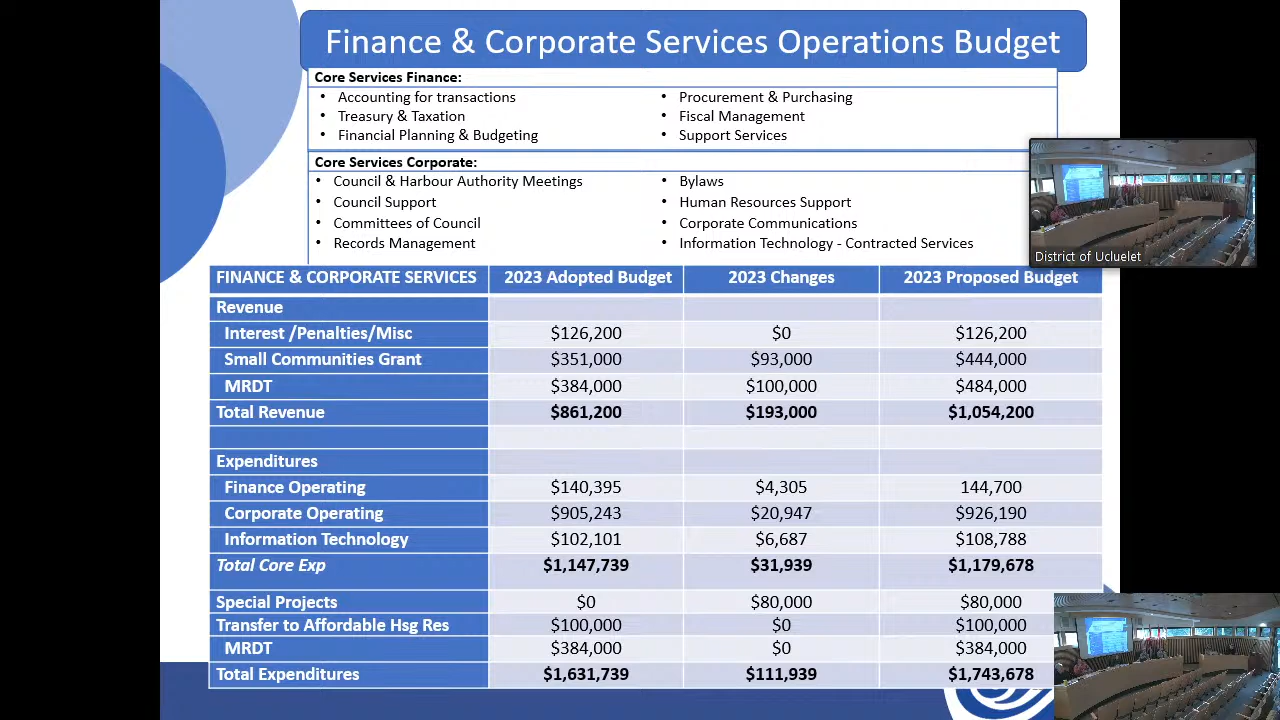 Finance & Corporate Services Operations Budget
Core Services Finance:
• Accounting for transactions • Procurement & Purchasing
• Treasury & Taxation • Fiscal Management
• Financial Planning & Budgeting • Support Services
Core Services Corporate:
• Council & Harbour Authority Meetings • Bylaws
• Council Support • Human Resources Support
• Committees of Council • Corporate Communications
• Records Management • Information Technology - Contracted Services
District of Ucluelet
FINANCE & CORPORATE SERVICES 2023 Adopted Budget 2023 Changes 2023 Proposed Budget
Revenue
Interest /Penalties/Misc $126,200 $0 $126,200
Small Communities Grant $351,000 $93,000 $444,000
MRDT $384,000 $100,000 $484,000
Total Revenue $861,200 $193,000 $1,054,200
Expenditures
Finance Operating $140,395 $4,305 144,700
Corporate Operating $905,243 $20,947 $926,190
Information Technology $102,101 $6,687 $108,788
Total Core Exp $1,147,739 $31,939 $1,179,678
Special Projects $0 $80,000 $80,000
Transfer to Affordable Hsg Res $100,000 $0 $100,000
MRDT $384,000 $0 $384,000
Total Expenditures $1,631,739 $111,939 $1,743,678